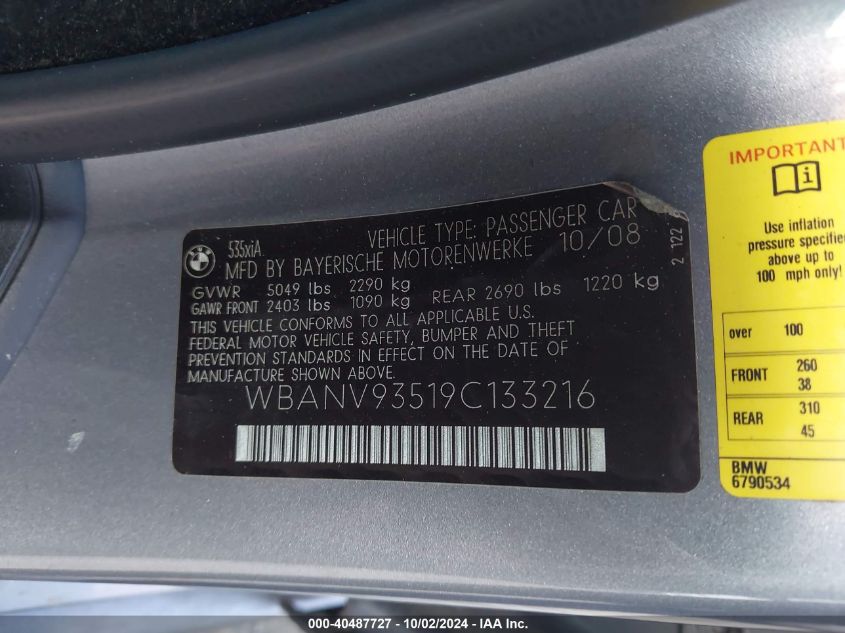 BMW
535xiA
VEHICLE TYPE: PASSENGER CAR
MFD BY BAYERISCHE MOTORENWERKE 10/08
GVWR 5049 lbs 2290 kg
GAWR FRONT 2403 lbs 1090 kg REAR 2690 lbs 1220 kg
THIS VEHICLE CONFORMS TO ALL APPLICABLE U.S.
FEDERAL MOTOR VEHICLE SAFETY, BUMPER AND THEFT
PREVENTION STANDARDS IN EFFECT ON THE DATE OF
MANUFACTURE SHOWN ABOVE.
WBANV93519C133216
2 122
IMPORTANT
i
Use inflation
pressure specifie
above up to
100 mph only!
over 100
FRONT 260
38
REAR 310
45
BMW
6790534
000-40487727 - 10/02/2024 - IAA Inc.